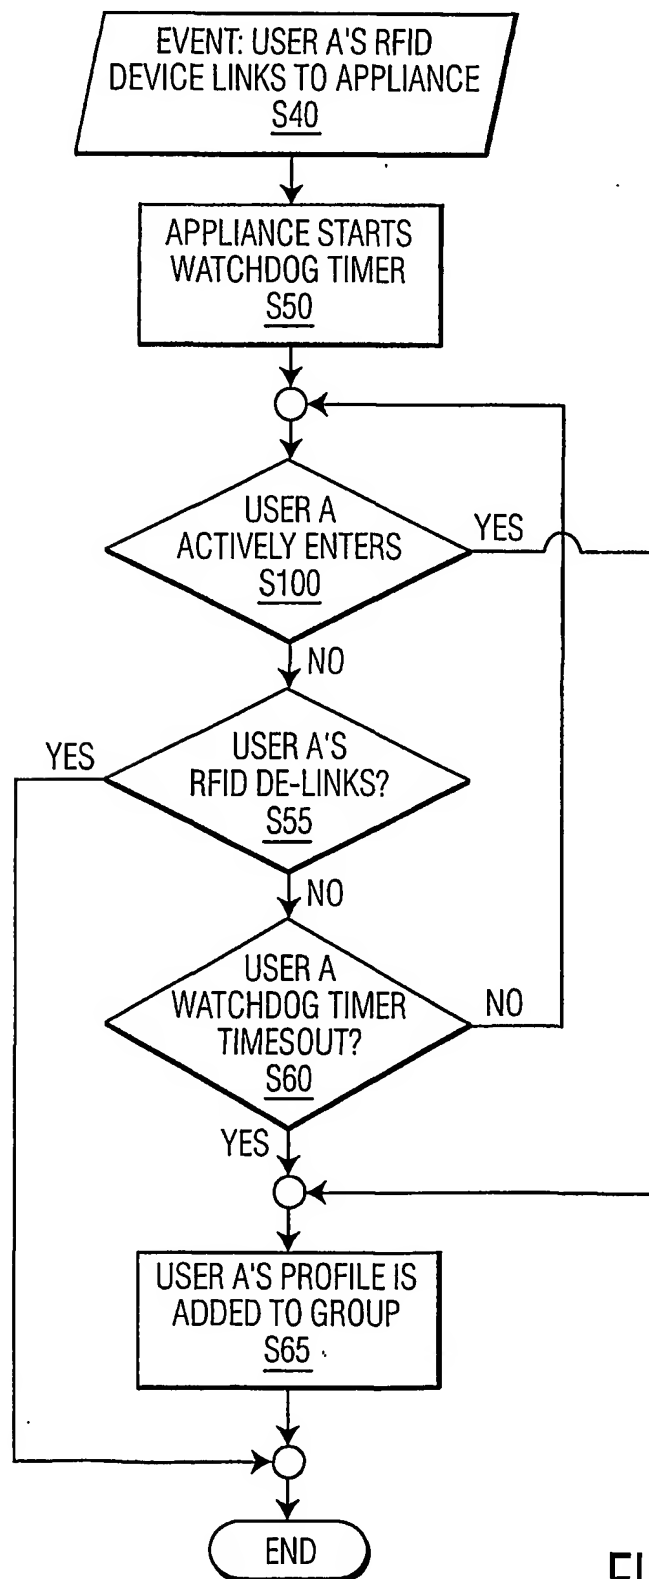 EVENT: USER A'S RFID
DEVICE LINKS TO APPLIANCE
S40
APPLIANCE STARTS
WATCHDOG TIMER
S50
USER A
ACTIVELY ENTERS
S100
YES
NO
USER A'S
RFID DE-LINKS?
S55
YES
NO
USER A
WATCHDOG TIMER
TIMESOUT?
S60
NO
YES
USER A'S PROFILE IS
ADDED TO GROUP
S65
END